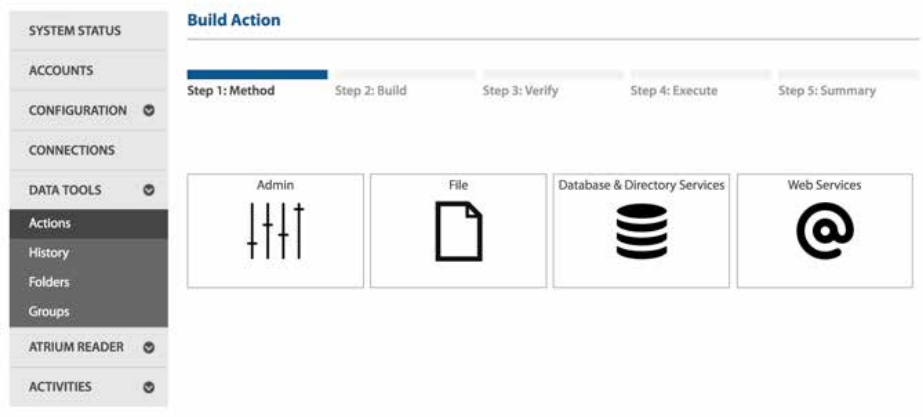 SYSTEM STATUS
ACCOUNTS
CONFIGURATION
CONNECTIONS
DATA TOOLS
Actions
History
Folders
Groups
ATRIUM READER
ACTIVITIES
Build Action
Step 1: Method
Step 2: Build
Step 3: Verify
Step 4: Execute
Step 5: Summary
Admin
File
Database & Directory Services
Web Services